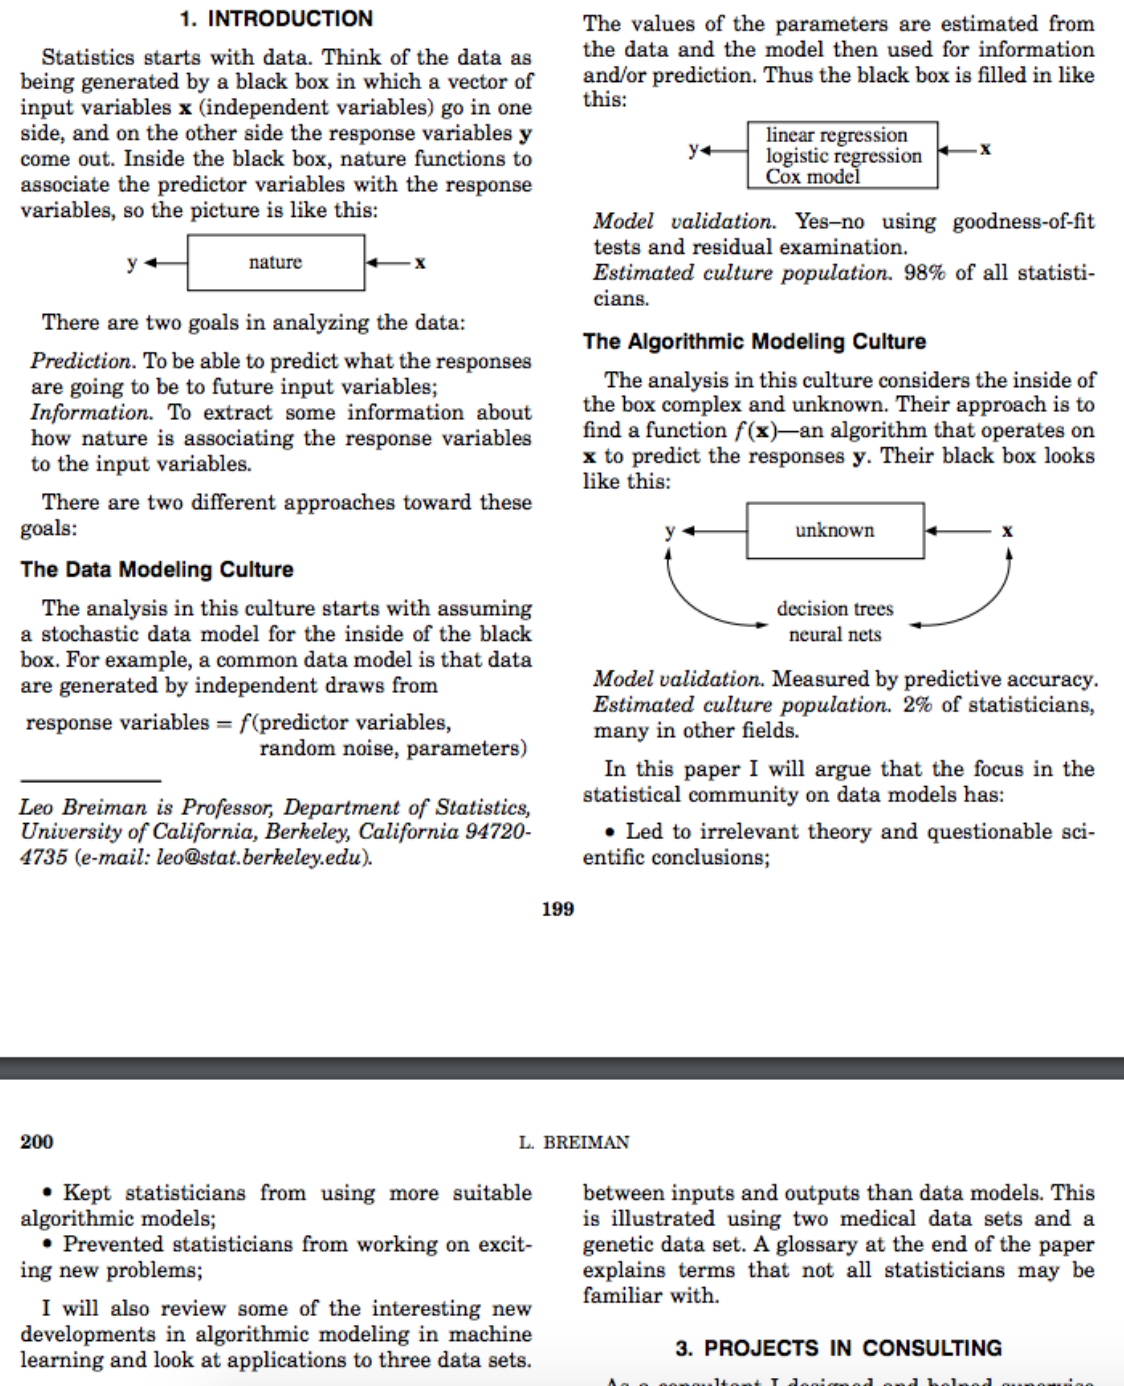 1. INTRODUCTION
Statistics starts with data. Think of the data as
being generated by a black box in which a vector of
input variables x (independent variables) go in one
side, and on the other side the response variables y
come out. Inside the black box, nature functions to
associate the predictor variables with the response
variables, so the picture is like this:
y nature x
There are two goals in analyzing the data:
Prediction. To be able to predict what the responses
are going to be to future input variables;
Information. To extract some information about
how nature is associating the response variables
to the input variables.
There are two different approaches toward these
goals:
The Data Modeling Culture
The analysis in this culture starts with assuming
a stochastic data model for the inside of the black
box. For example, a common data model is that data
are generated by independent draws from
response variables = f(predictor variables,
random noise, parameters)
Leo Breiman is Professor, Department of Statistics,
University of California, Berkeley, California 94720-
4735 (e-mail: leo@stat.berkeley.edu).
The values of the parameters are estimated from
the data and the model then used for information
and/or prediction. Thus the black box is filled in like
this:
linear regression
y logistic regression x
Cox model
Model validation. Yes–no using goodness-of-fit
tests and residual examination.
Estimated culture population. 98% of all statisti-
cians.
The Algorithmic Modeling Culture
The analysis in this culture considers the inside of
the box complex and unknown. Their approach is to
find a function f(x)—an algorithm that operates on
x to predict the responses y. Their black box looks
like this:
y unknown x
decision trees
neural nets
Model validation. Measured by predictive accuracy.
Estimated culture population. 2% of statisticians,
many in other fields.
In this paper I will argue that the focus in the
statistical community on data models has:
• Led to irrelevant theory and questionable sci-
entific conclusions;
199
200 L. BREIMAN
• Kept statisticians from using more suitable
algorithmic models;
• Prevented statisticians from working on excit-
ing new problems;
I will also review some of the interesting new
developments in algorithmic modeling in machine
learning and look at applications to three data sets.
between inputs and outputs than data models. This
is illustrated using two medical data sets and a
genetic data set. A glossary at the end of the paper
explains terms that not all statisticians may be
familiar with.
3. PROJECTS IN CONSULTING
As a consultant I designed and helped supervise